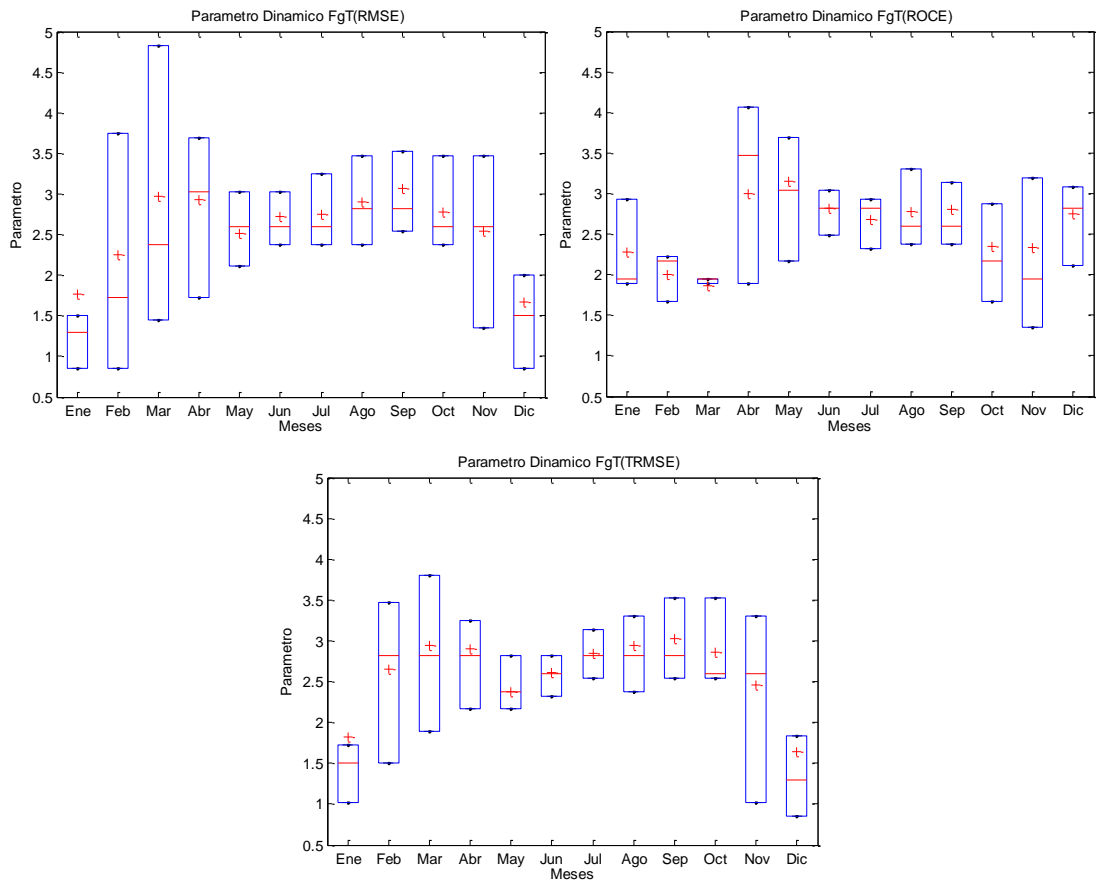 Parametro Dinamico FgT(RMSE)
5
4.5
4
3.5
3
2.5
2
1.5
1
0.5
Parametro
Ene Feb Mar Abr May Jun Jul Ago Sep Oct Nov Dic
Meses
Parametro Dinamico FgT(ROCE)
5
4.5
4
3.5
3
2.5
2
1.5
1
0.5
Parametro
Ene Feb Mar Abr May Jun Jul Ago Sep Oct Nov Dic
Meses
Parametro Dinamico FgT(TRMSE)
5
4.5
4
3.5
3
2.5
2
1.5
1
0.5
Parametro
Ene Feb Mar Abr May Jun Jul Ago Sep Oct Nov Dic
Meses